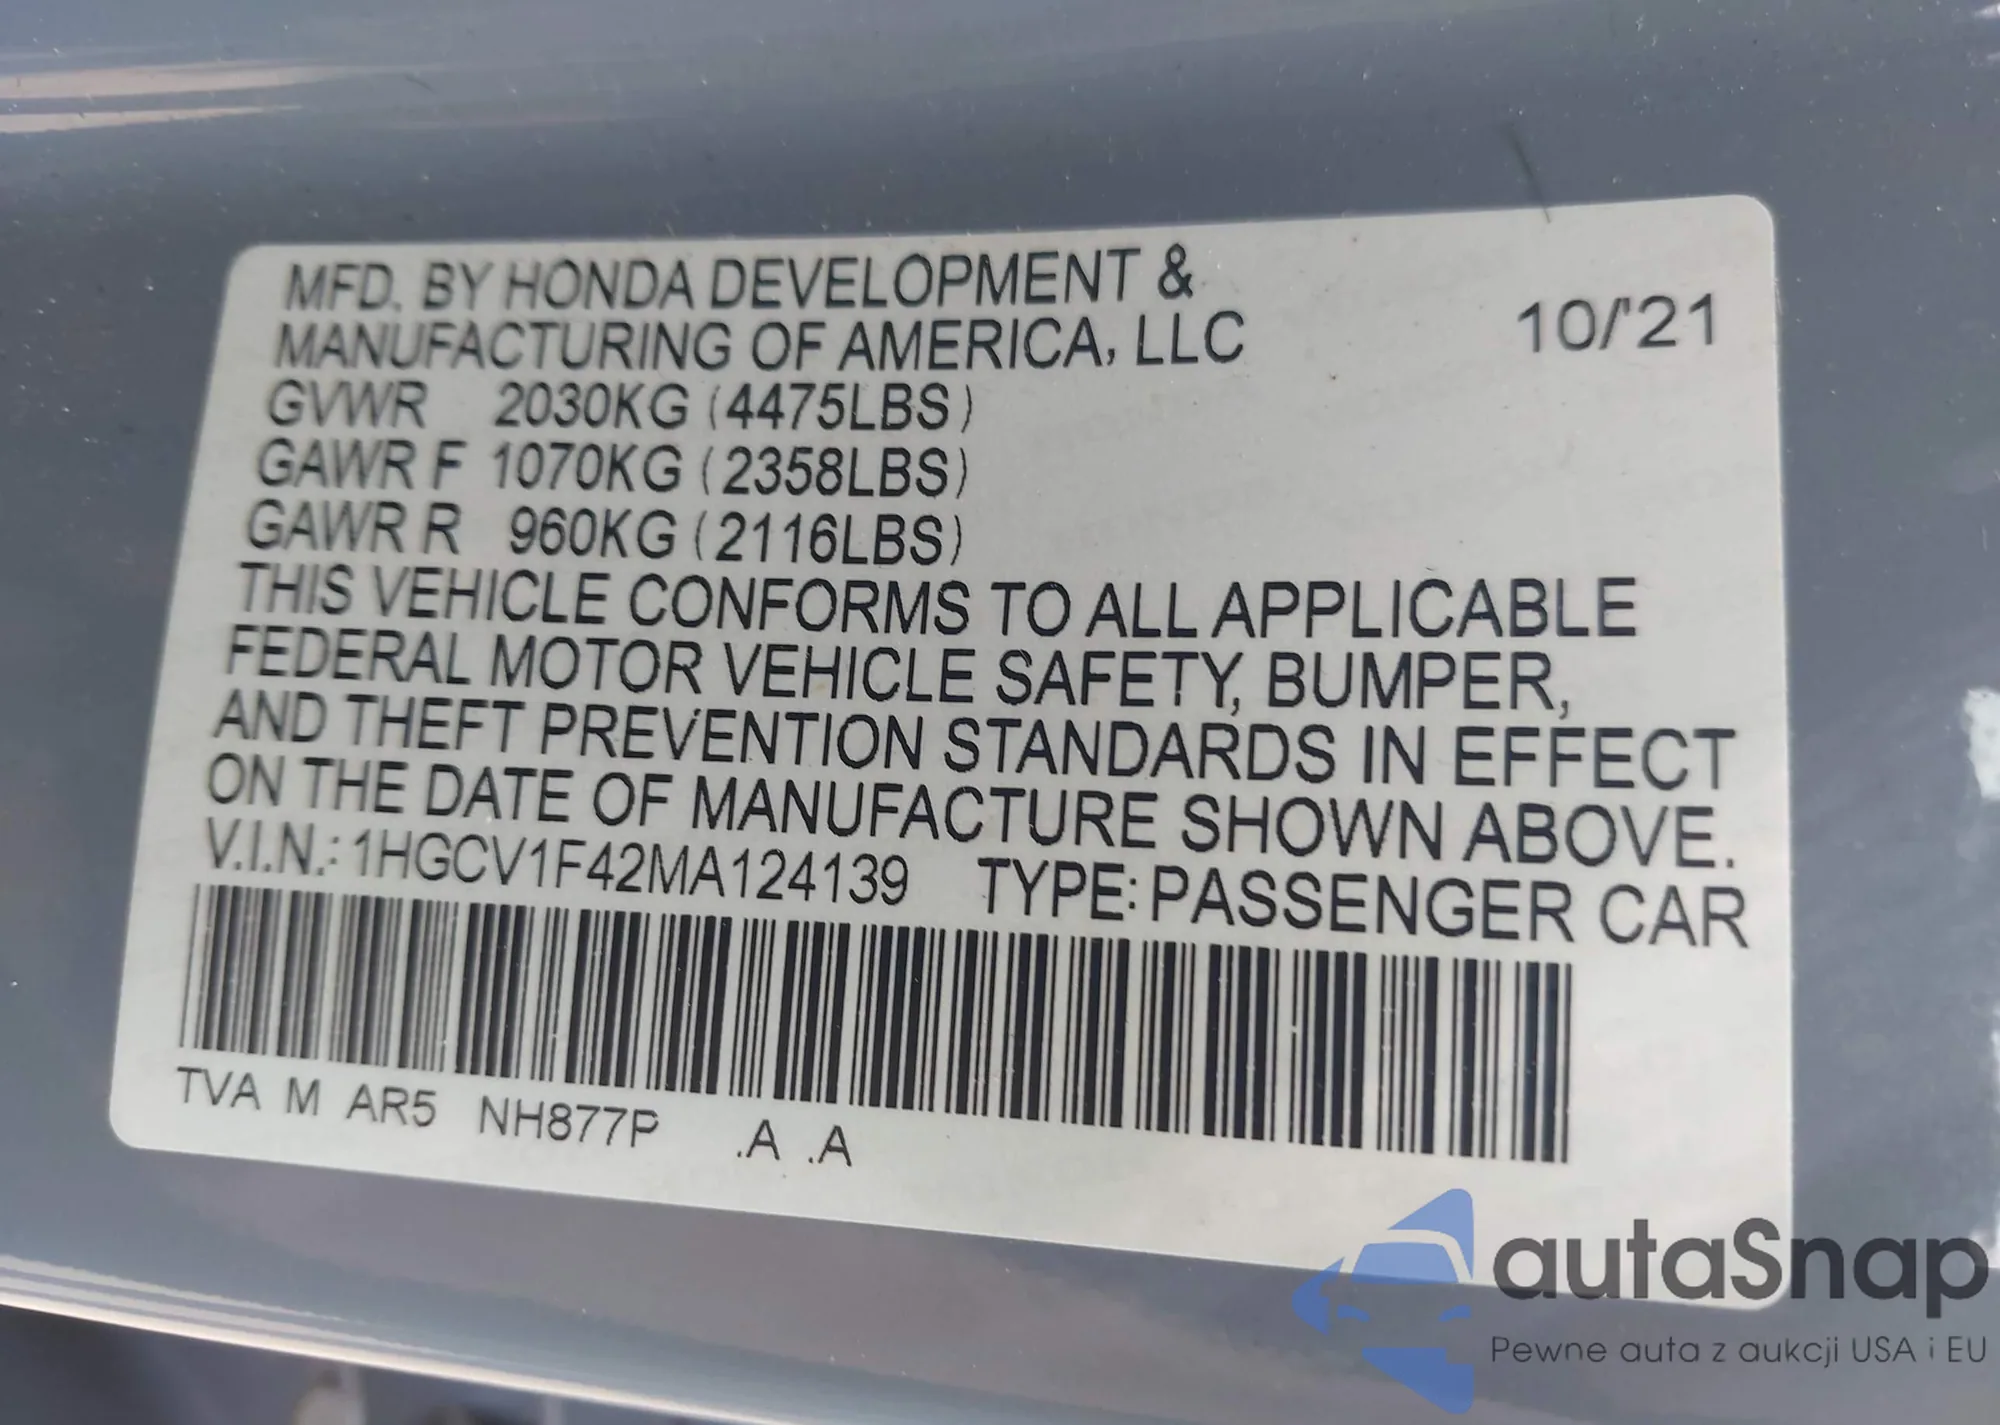 MFD. BY HONDA DEVELOPMENT &
MANUFACTURING OF AMERICA, LLC
10/'21
GVWR 2030KG (4475LBS)
GAWR F 1070KG (2358LBS)
GAWR R 960KG (2116LBS)
THIS VEHICLE CONFORMS TO ALL APPLICABLE
FEDERAL MOTOR VEHICLE SAFETY, BUMPER,
AND THEFT PREVENTION STANDARDS IN EFFECT
ON THE DATE OF MANUFACTURE SHOWN ABOVE.
V.I.N.: 1HGCV1F42MA124139 TYPE: PASSENGER CAR
TVA M AR5 NH877P .A .A
autaSnap
Pewne auta z aukcji USA i EU